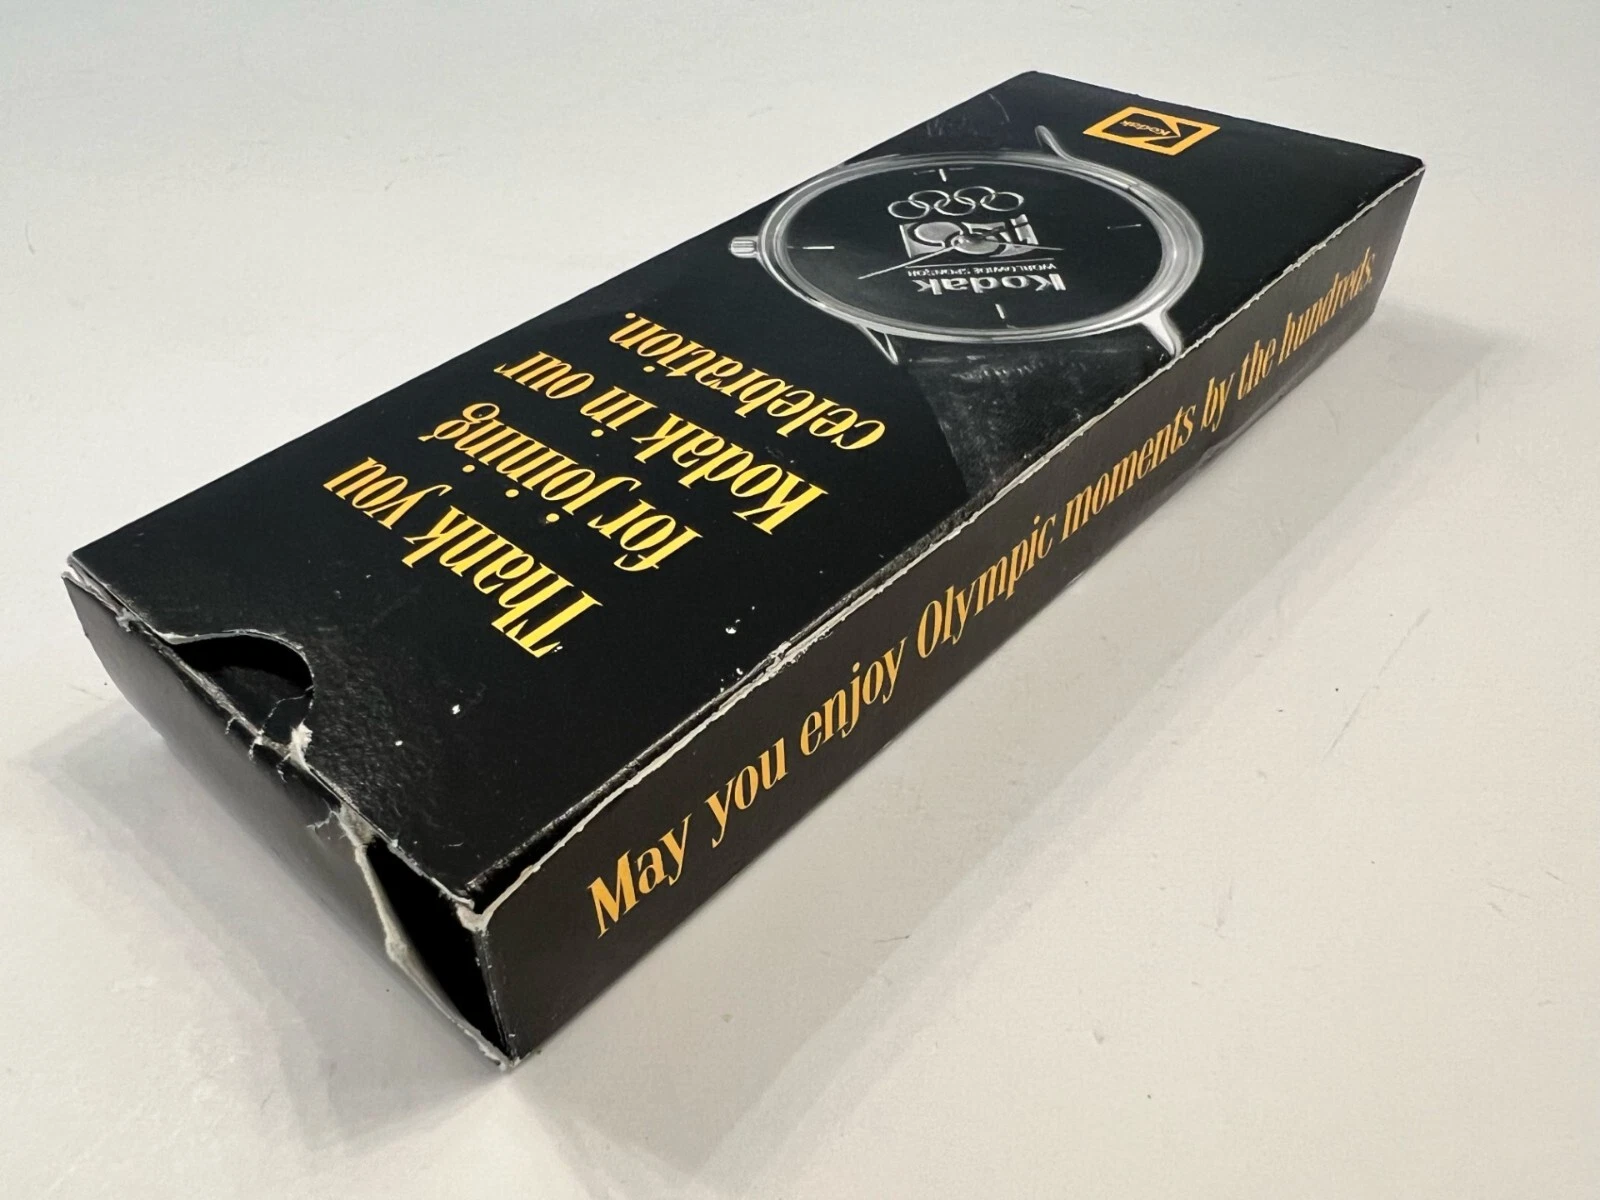 Thank you
for joining
Kodak in our
celebration.
Kodak
WORLDWIDE SPONSOR
Kodak
May you enjoy Olympic moments by the hundreds.